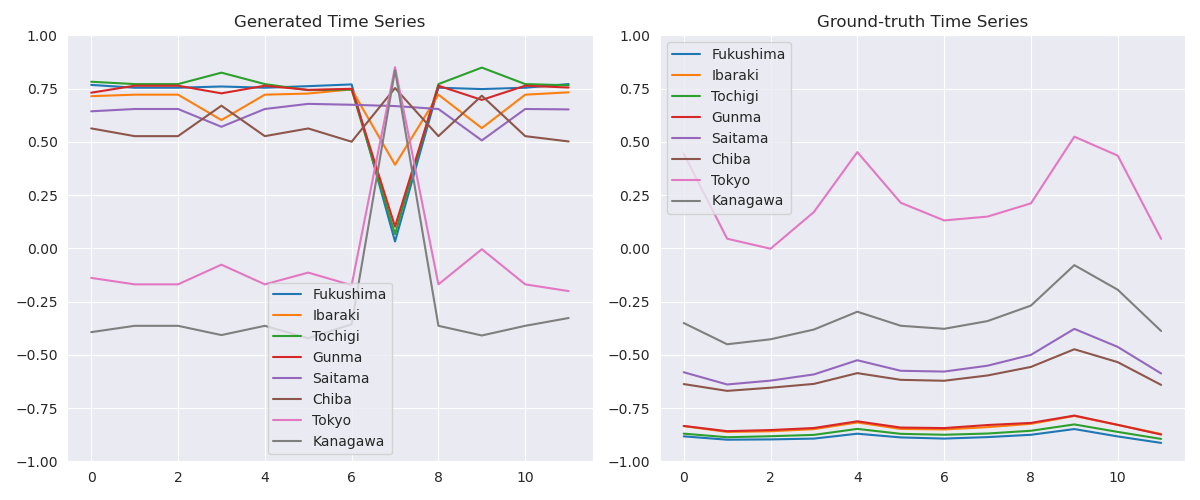 Generated Time Series
1.00
0.75
0.50
0.25
0.00
−0.25
−0.50
−0.75
−1.00
0 2 4 6 8 10
Fukushima
Ibaraki
Tochigi
Gunma
Saitama
Chiba
Tokyo
Kanagawa
Ground-truth Time Series
1.00
0.75
0.50
0.25
0.00
−0.25
−0.50
−0.75
−1.00
0 2 4 6 8 10
Fukushima
Ibaraki
Tochigi
Gunma
Saitama
Chiba
Tokyo
Kanagawa